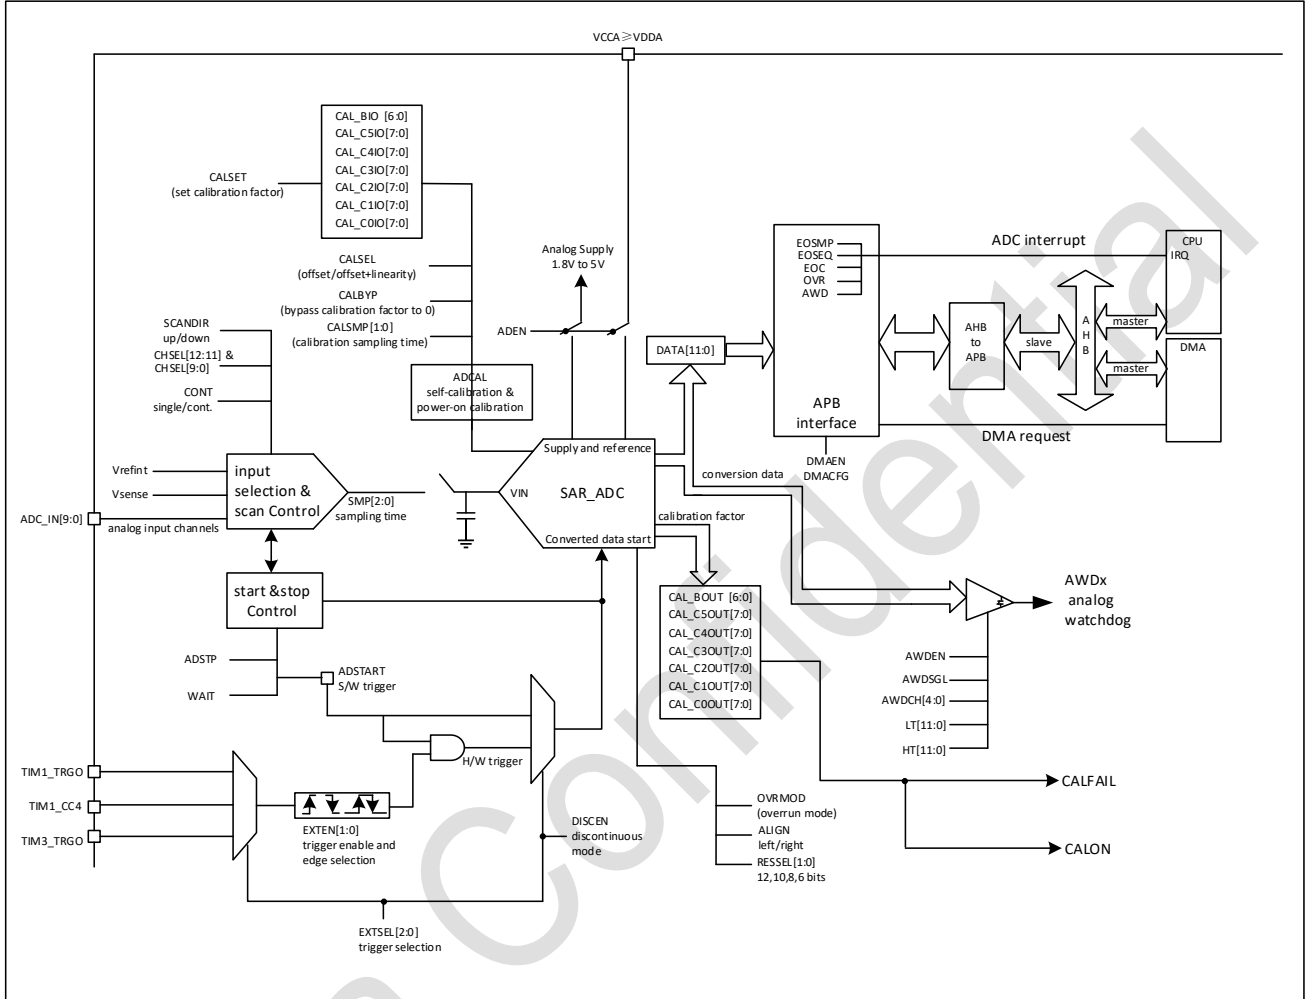 VCCA≥VDDA
CAL_BIO [6:0]
CAL_C5IO[7:0]
CAL_C4IO[7:0]
CAL_C3IO[7:0]
CAL_C2IO[7:0]
CAL_C1IO[7:0]
CAL_C0IO[7:0]
CALSET
(set calibration factor)
CALSEL
(offset/offset+linearity)
CALBYP
(bypass calibration factor to 0)
CALSMP[1:0]
(calibration sampling time)
Analog Supply
1.8V to 5V
ADEN
SCANDIR
up/down
CHSEL[12:11] &
CHSEL[9:0]
CONT
single/cont.
ADCAL
self-calibration &
power-on calibration
DATA[11:0]
EOSMP
EOSEQ
EOC
OVR
AWD
APB
interface
DMAEN
DMACFG
ADC interrupt
CPU
IRQ
AHB
to
APB
slave
A
H
B
master
master
DMA
DMA request
Vrefint
Vsense
ADC_IN[9:0]
analog input channels
input
selection &
scan Control
SMP[2:0]
sampling time
VIN
Supply and reference
SAR_ADC
Converted data start
conversion data
calibration factor
start &stop
Control
ADSTP
WAIT
ADSTART
S/W trigger
CAL_BOUT [6:0]
CAL_C5OUT[7:0]
CAL_C4OUT[7:0]
CAL_C3OUT[7:0]
CAL_C2OUT[7:0]
CAL_C1OUT[7:0]
CAL_C0OUT[7:0]
AWDx
analog
watchdog
AWDEN
AWDSGL
AWDCH[4:0]
LT[11:0]
HT[11:0]
TIM1_TRGO
TIM1_CC4
TIM3_TRGO
H/W trigger
EXTEN[1:0]
trigger enable and
edge selection
DISCEN
discontinuous
mode
EXTSEL[2:0]
trigger selection
OVRMOD
(overrun mode)
ALIGN
left/right
RESSEL[1:0]
12,10,8,6 bits
CALFAIL
CALON
Confidential